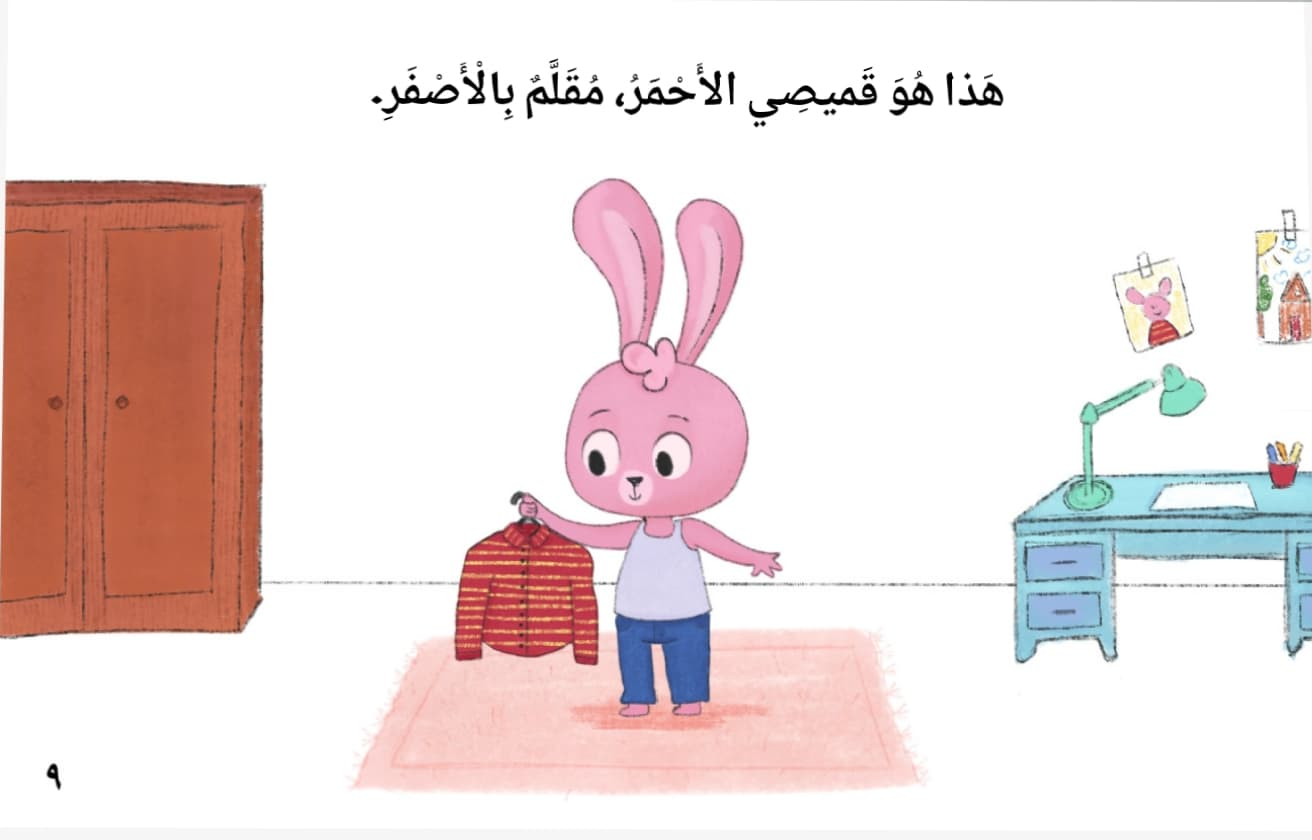 هَذا هُوَ قَميصِي الأَحْمَرُ، مُقَلَّمٌ بِالْأَصْفَرِ.
٩